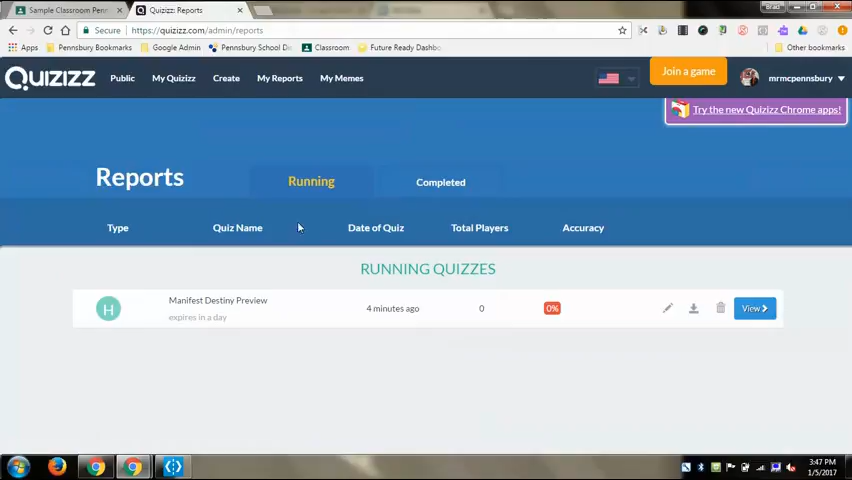 Brad
Sample Classroom Penn
Quizizz: Reports
Secure
https://quizizz.com/admin/reports
Apps
Pennsbury Bookmarks
Google Admin
Pennsbury School Di
Classroom
Future Ready Dashbo
Other bookmarks
Quizizz
Public
My Quizizz
Create
My Reports
My Memes
Join a game
mrmcpennsbury
Try the new Quizizz Chrome apps!
Reports
Running
Completed
Type
Quiz Name
Date of Quiz
Total Players
Accuracy
RUNNING QUIZZES
H
Manifest Destiny Preview
expires in a day
4 minutes ago
0
0%
View
3:47 PM
1/5/2017